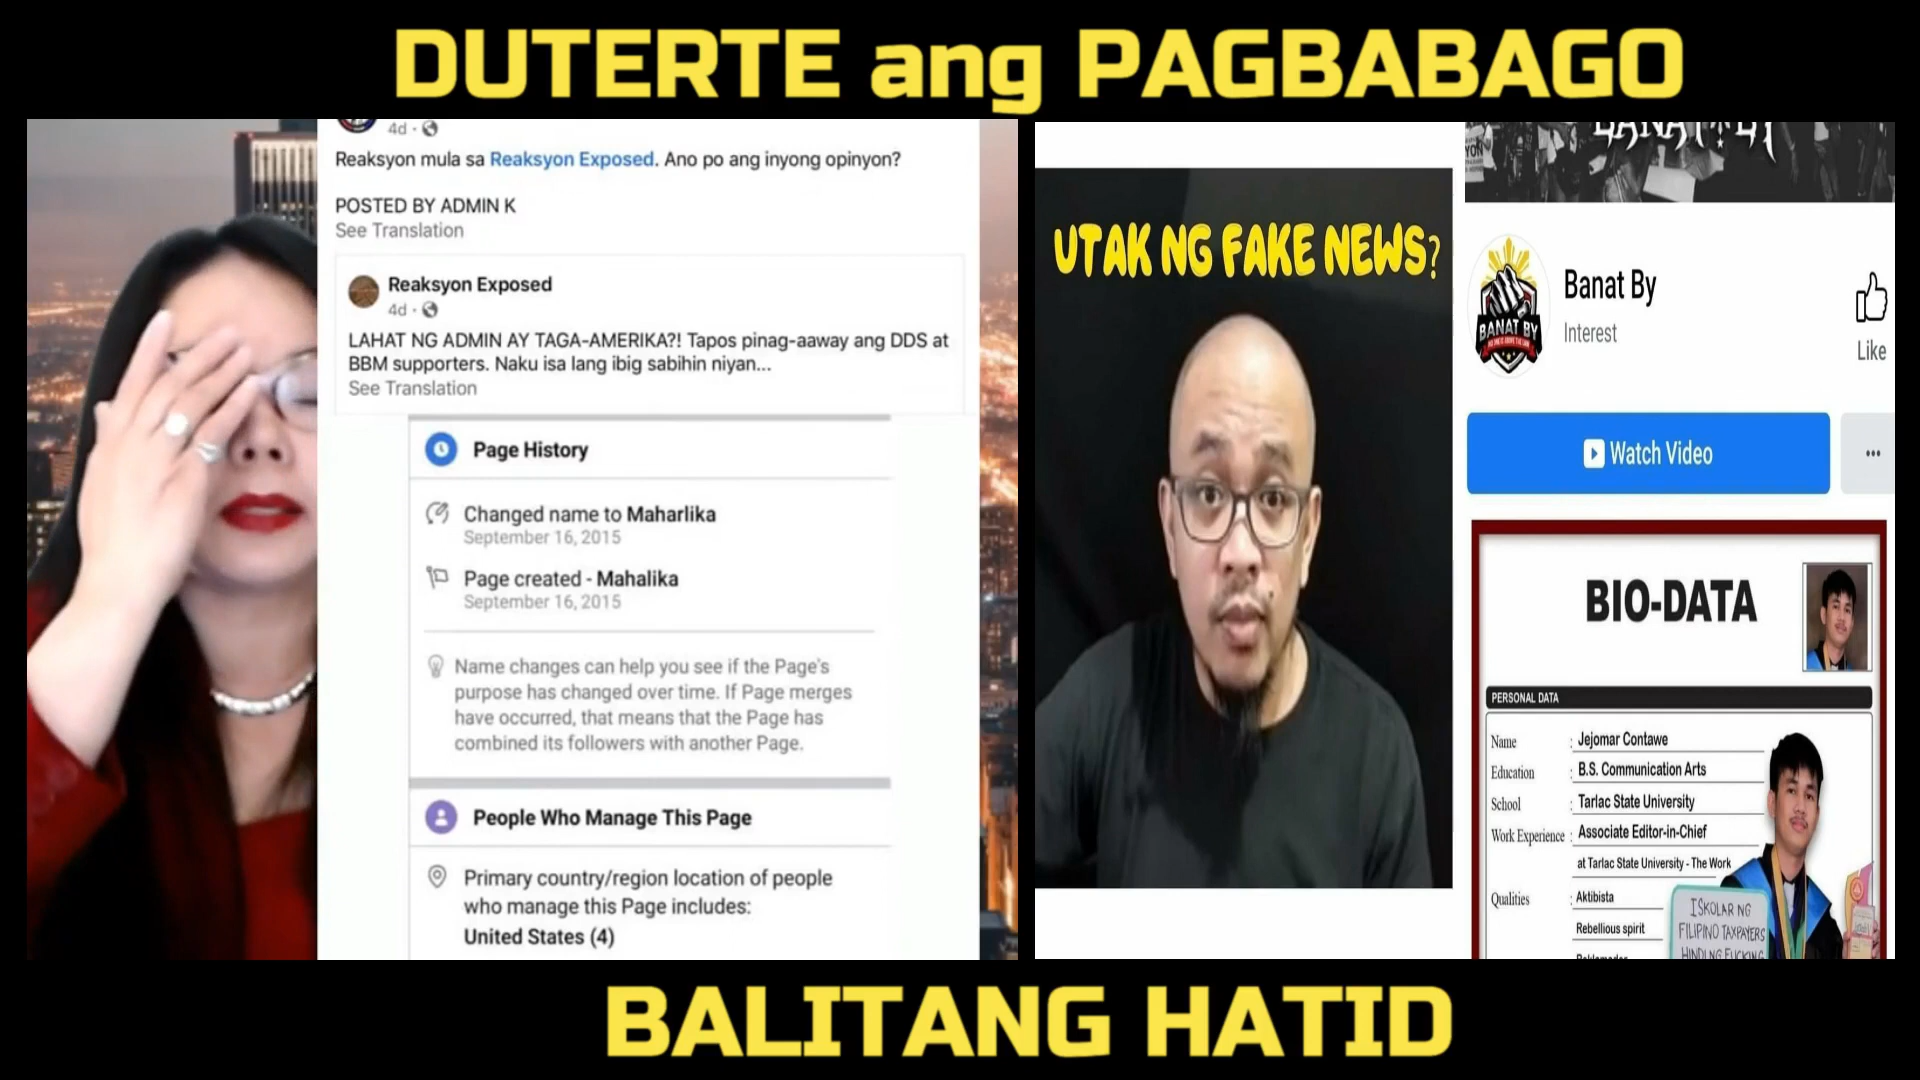 DUTERTE ang PAGBABAGO
4d ·
Reaksyon mula sa Reaksyon Exposed. Ano po ang inyong opinyon?
POSTED BY ADMIN K
See Translation
Reaksyon Exposed
4d ·
LAHAT NG ADMIN AY TAGA-AMERIKA?! Tapos pinag-aaway ang DDS at
BBM supporters. Naku isa lang ibig sabihin niyan...
See Translation
Page History
Changed name to Maharlika
September 16, 2015
Page created - Mahalika
September 16, 2015
Name changes can help you see if the Page's
purpose has changed over time. If Page merges
have occurred, that means that the Page has
combined its followers with another Page.
People Who Manage This Page
Primary country/region location of people
who manage this Page includes:
United States (4)
UTAK NG FAKE NEWS?
BANAT BY
YON
BANAT BY
Banat By
Interest
Like
Watch Video
...
BIO-DATA
PERSONAL DATA
Name : Jejomar Contawe
Education : B.S. Communication Arts
School : Tarlac State University
Work Experience : Associate Editor-in-Chief
at Tarlac State University - The Work
Qualities : Aktibista
Rebellious spirit
ISKOLAR NG
FILIPINO TAXPAYERS
HINDI NG FUCKING
BALITANG HATID